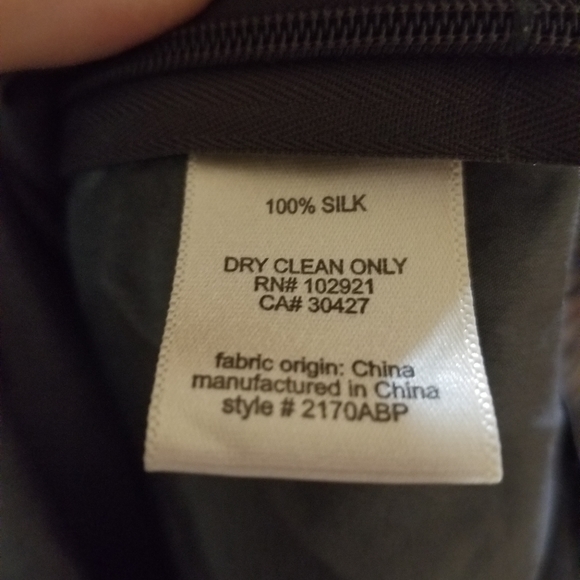 100% SILK
DRY CLEAN ONLY
RN# 102921
CA# 30427
fabric origin: China
manufactured in China
style # 2170ABP